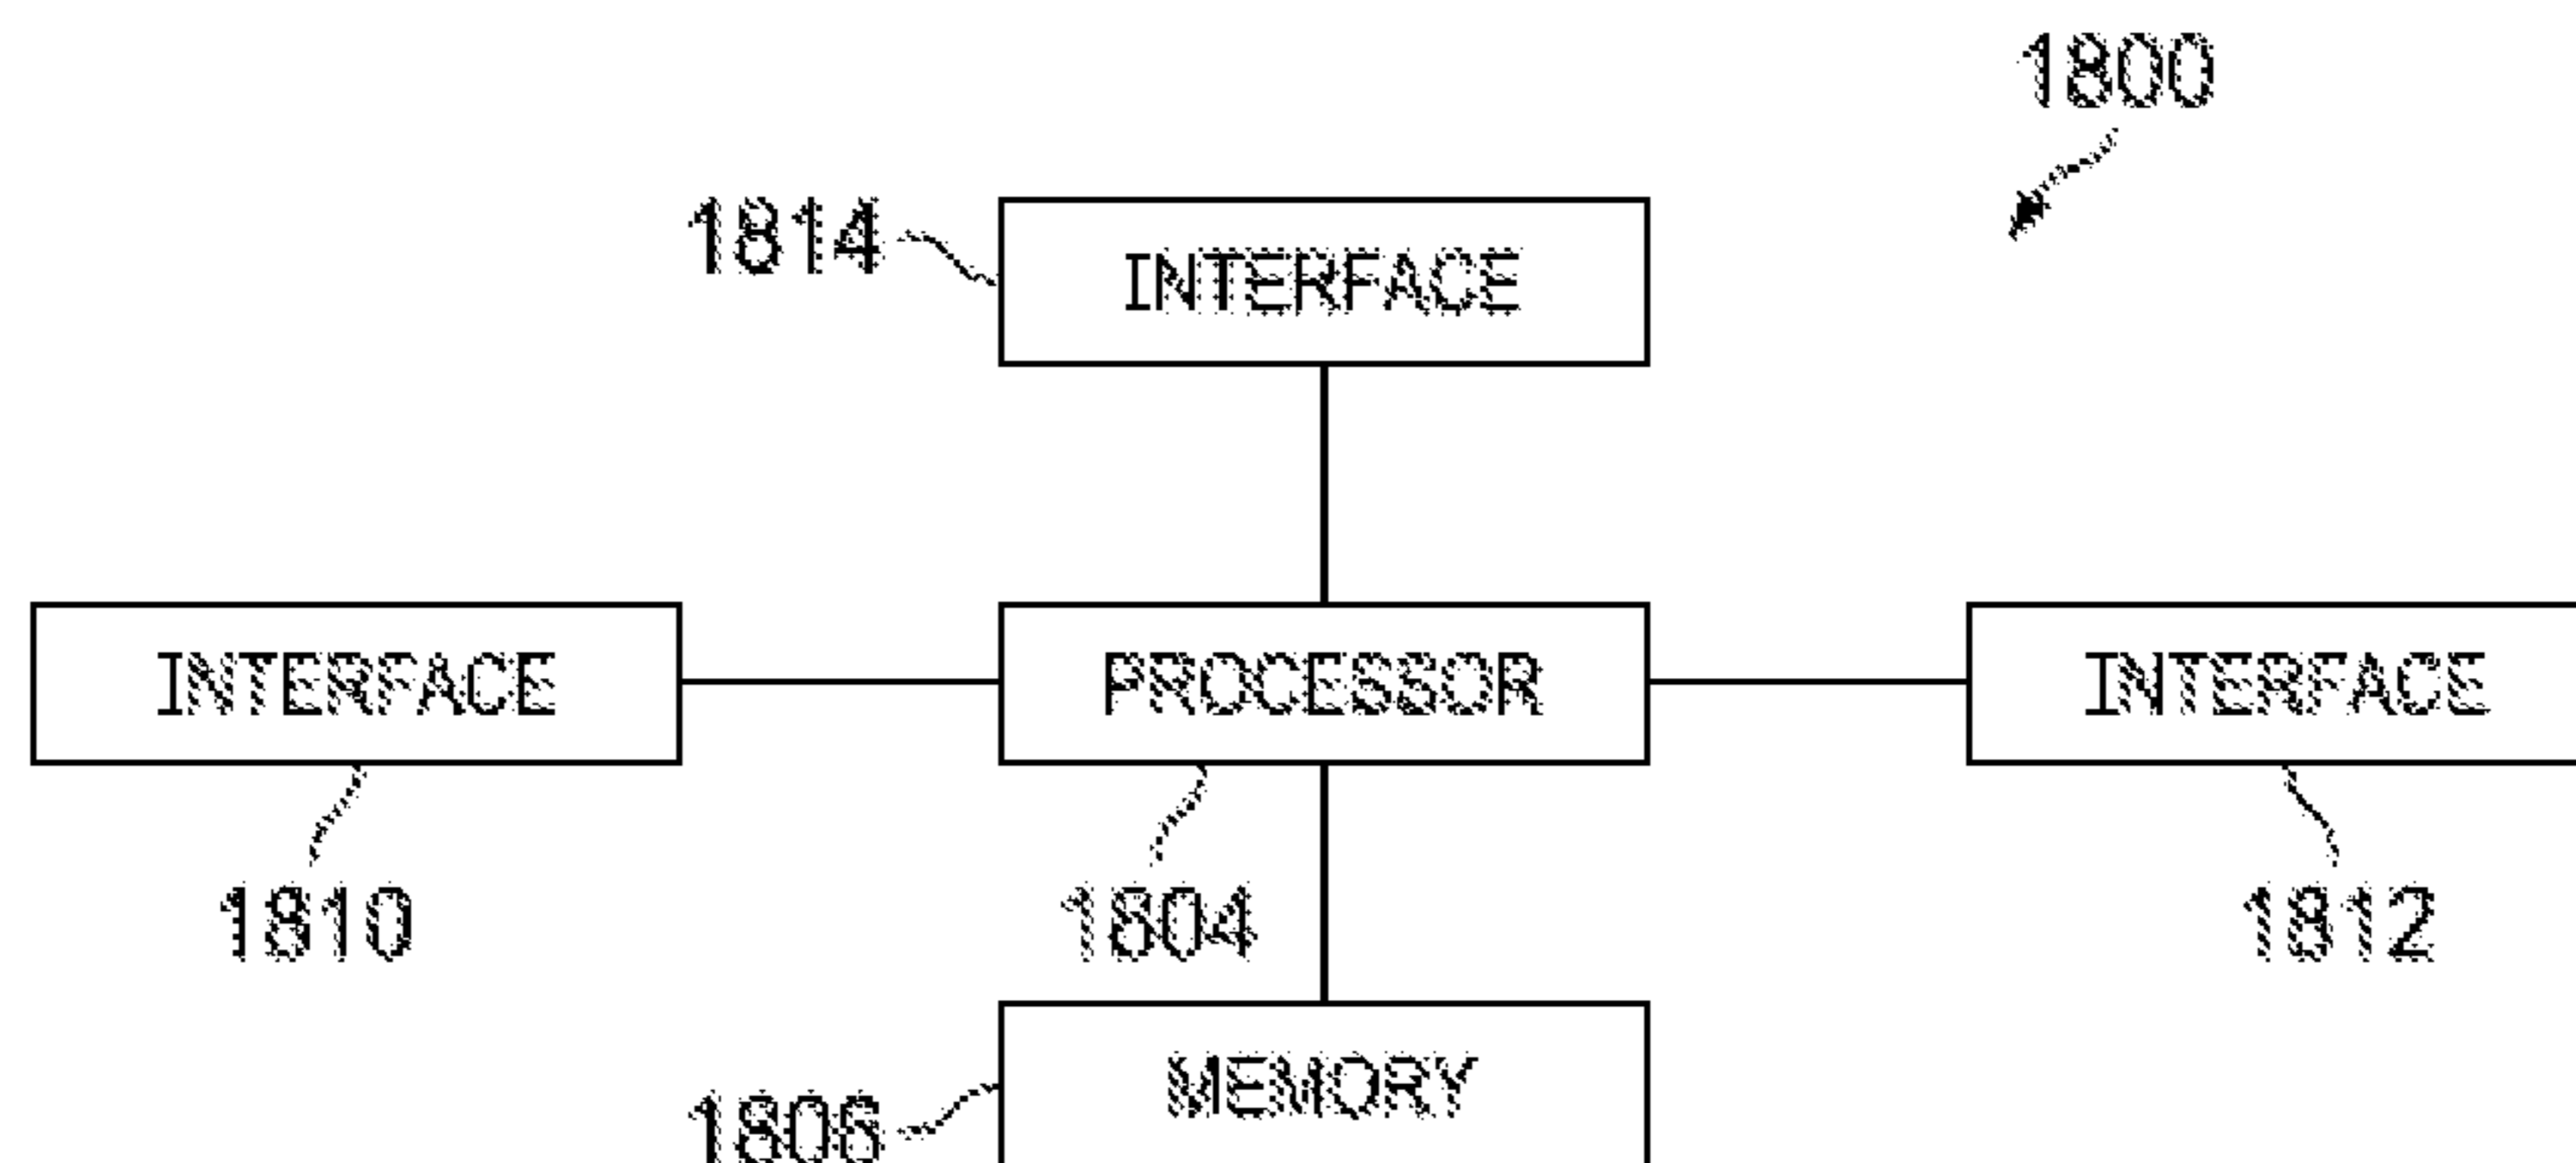 1800
1814
INTERFACE
INTERFACE
PROCESSOR
INTERFACE
1810
1804
1812
MEMORY
1806